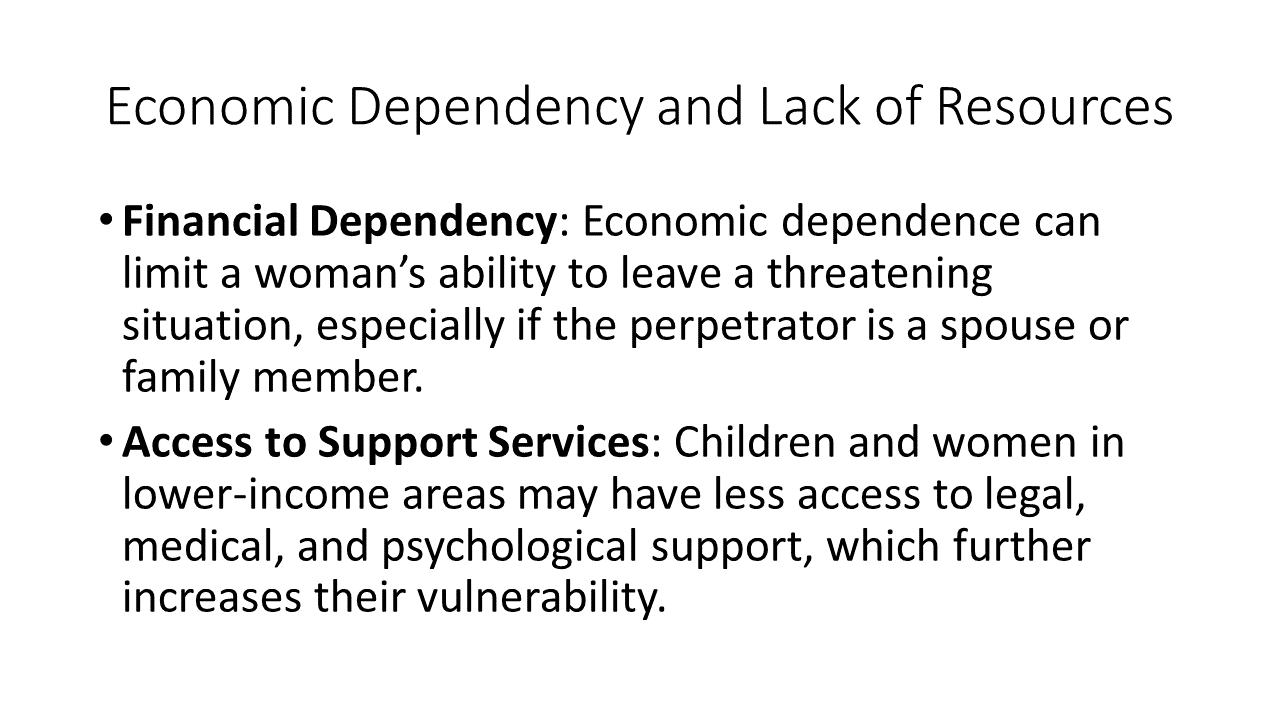 Economic Dependency and Lack of Resources
• Financial Dependency: Economic dependence can
limit a woman’s ability to leave a threatening
situation, especially if the perpetrator is a spouse or
family member.
• Access to Support Services: Children and women in
lower-income areas may have less access to legal,
medical, and psychological support, which further
increases their vulnerability.